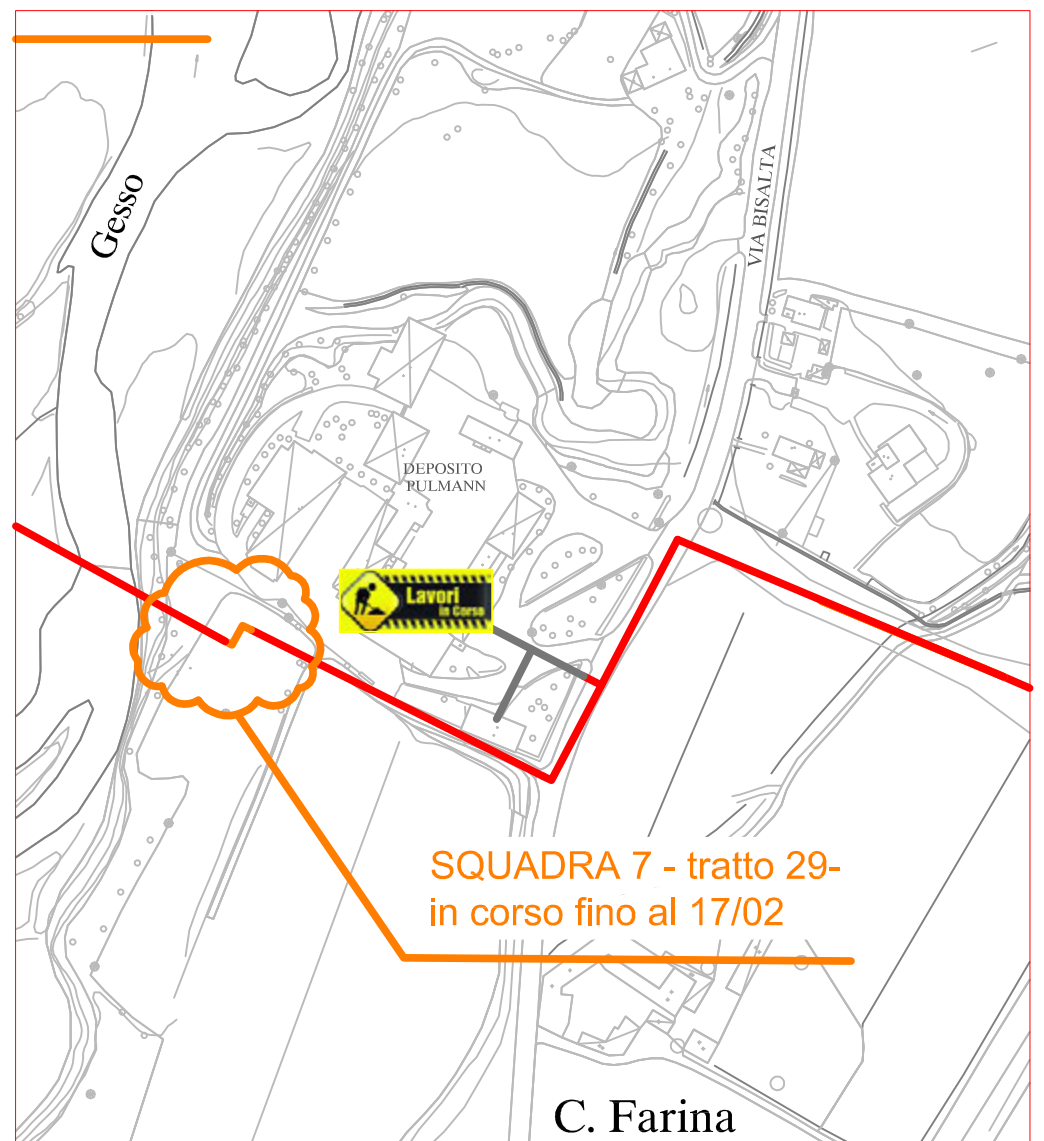 Gesso
VIA BISALTA
DEPOSITO
PULMANN
Lavori
in Corso
SQUADRA 7 - tratto 29-
in corso fino al 17/02
C. Farina